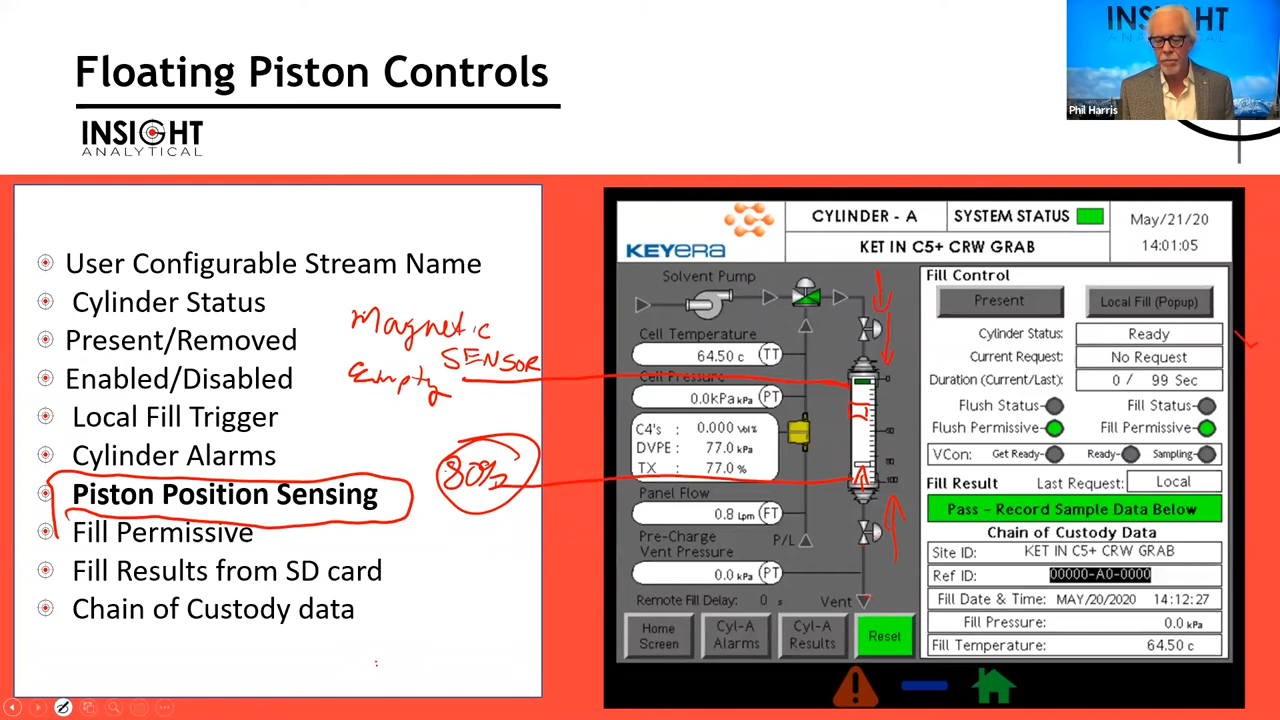 Floating Piston Controls
INSIGHT
ANALYTICAL
INSIGHT
Phil Harris
User Configurable Stream Name
Cylinder Status
Present/Removed
Enabled/Disabled
Local Fill Trigger
Cylinder Alarms
Piston Position Sensing
Fill Permissive
Fill Results from SD card
Chain of Custody data
Magnetic
SENSOR
Empty
80%
KEYERA
CYLINDER - A
SYSTEM STATUS
May/21/20
14:01:05
KET IN C5+ CRW GRAB
Solvent Pump
Cell Temperature
64.50 c TT
Cell Pressure
0.0kPa kPa PT
C4's : 0.000 Vol%
DVPE : 77.0 kPa
TX : 77.0 %
Panel Flow
0.8 Lpm FT
Pre-Charge
Vent Pressure P/L
0.0 kPa PT
Remote Fill Delay: 0 s
Vent
Home
Screen
Cyl-A
Alarms
Cyl-A
Results
Reset
Fill Control
Present
Local Fill (Popup)
Cylinder Status: Ready
Current Request: No Request
Duration (Current/Last): 0 / 99 Sec
Flush Status Fill Status
Flush Permissive Fill Permissive
VCon: Get Ready Ready Sampling
Fill Result Last Request: Local
Pass - Record Sample Data Below
Chain of Custody Data
Site ID: KET IN C5+ CRW GRAB
Ref ID: 00000-A0-0000
Fill Date & Time: MAY/20/2020 14:12:27
Fill Pressure: 0.0 kPa
Fill Temperature: 64.50 c